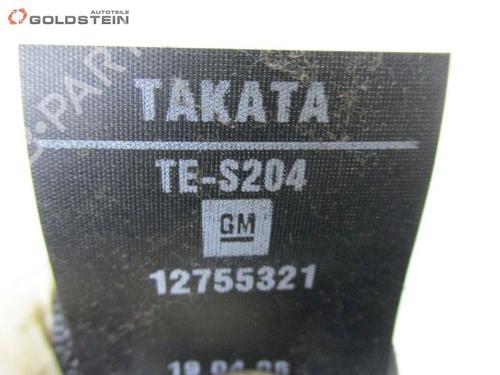 AUTOTEILE
GOLDSTEIN
TAKATA
TE-S204
GM
12755321